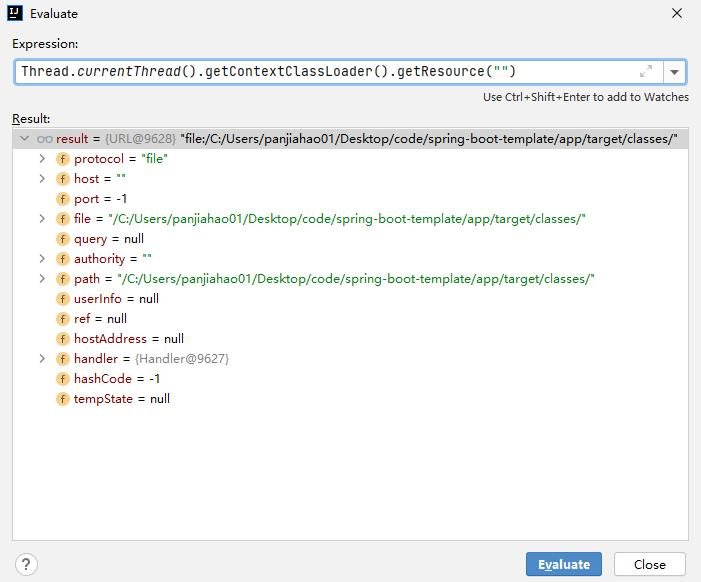 Evaluate
Expression:
Thread.currentThread().getContextClassLoader().getResource("")
Use Ctrl+Shift+Enter to add to Watches
Result:
result = {URL@9628} "file:/C:/Users/panjiahao01/Desktop/code/spring-boot-template/app/target/classes/"
f protocol = "file"
f host = ""
f port = -1
f file = "/C:/Users/panjiahao01/Desktop/code/spring-boot-template/app/target/classes/"
f query = null
f authority = ""
f path = "/C:/Users/panjiahao01/Desktop/code/spring-boot-template/app/target/classes/"
f userInfo = null
f ref = null
f hostAddress = null
f handler = {Handler@9627}
f hashCode = -1
f tempState = null
? Evaluate Close